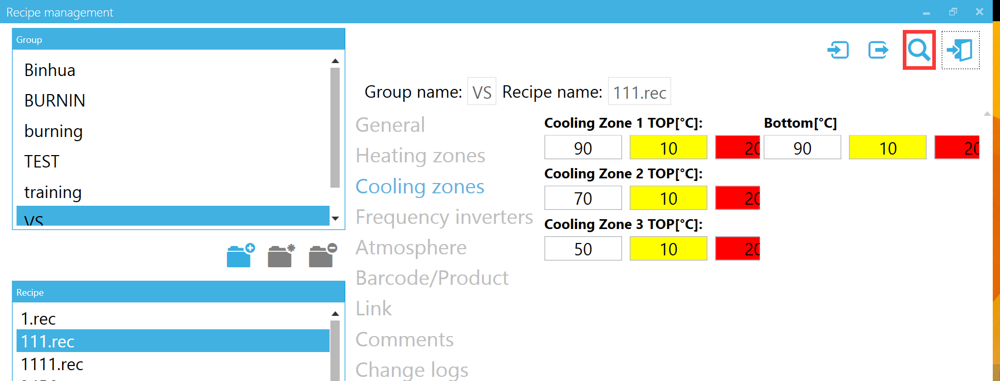 Recipe management
Group
Binhua
BURNIN
burning
TEST
training
VS
Recipe
1.rec
111.rec
1111.rec
Group name: VS Recipe name: 111.rec
General
Heating zones
Cooling zones
Frequency inverters
Atmosphere
Barcode/Product
Link
Comments
Change logs
Cooling Zone 1 TOP[°C]: Bottom[°C]
90 10 20 90 10 20
Cooling Zone 2 TOP[°C]:
70 10 20
Cooling Zone 3 TOP[°C]:
50 10 20